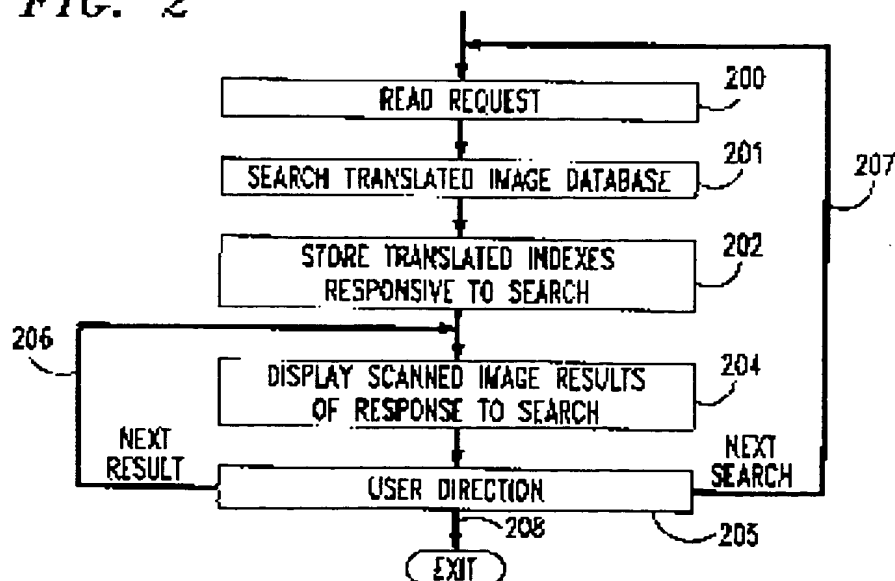 FIG. 2
READ REQUEST
200
SEARCH TRANSLATED IMAGE DATABASE
201
207
STORE TRANSLATED INDEXES
RESPONSIVE TO SEARCH
202
206
DISPLAY SCANNED IMAGE RESULTS
OF RESPONSE TO SEARCH
204
NEXT
RESULT
USER DIRECTION
NEXT
SEARCH
205
208
EXIT